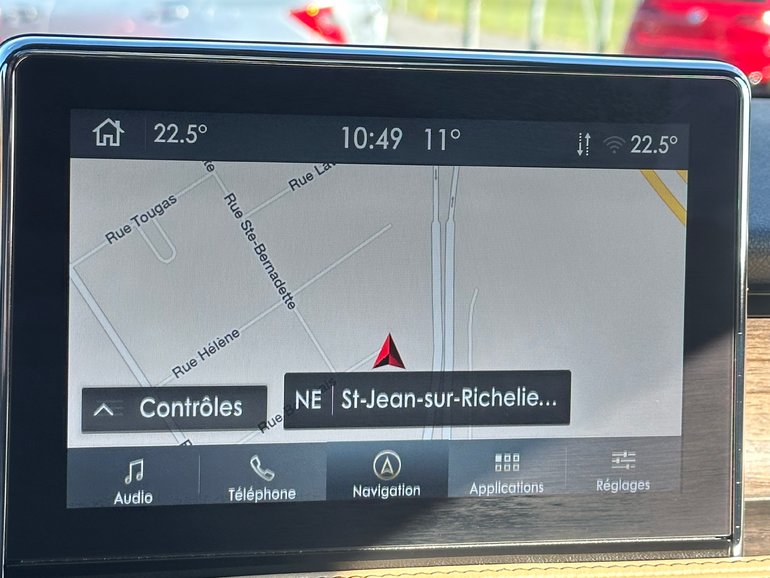 22.5°
10:49 11°
22.5°
Rue Tougas
Rue Ste-Bernadette
Rue Hélène
Contrôles
NE
St-Jean-sur-Richelie...
Audio
Téléphone
Navigation
Applications
Réglages